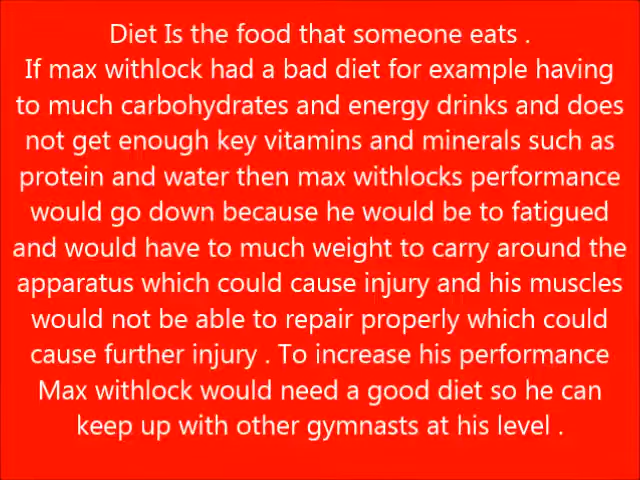 Diet Is the food that someone eats .
If max withlock had a bad diet for example having
to much carbohydrates and energy drinks and does
not get enough key vitamins and minerals such as
protein and water then max withlocks performance
would go down because he would be to fatigued
and would have to much weight to carry around the
apparatus which could cause injury and his muscles
would not be able to repair properly which could
cause further injury . To increase his performance
Max withlock would need a good diet so he can
keep up with other gymnasts at his level .